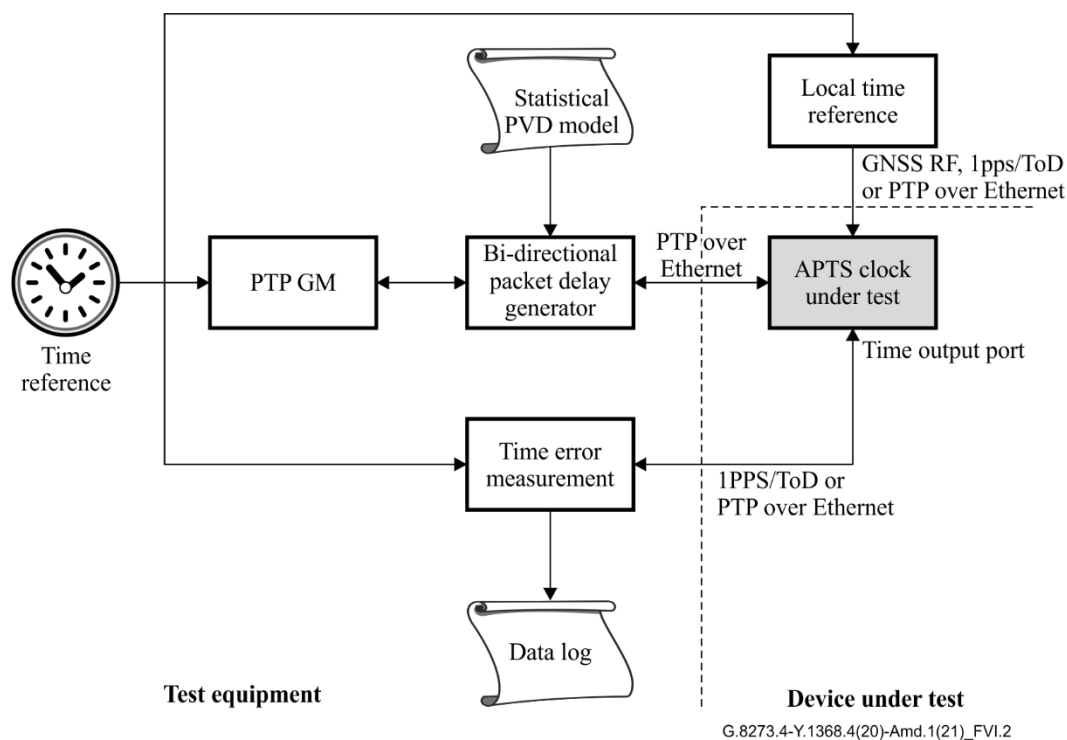 Statistical
PVD model
Local time
reference
GNSS RF, 1pps/ToD
or PTP over Ethernet
PTP GM
Bi-directional
packet delay
generator
PTP over
Ethernet
APTS clock
under test
Time
reference
Time output port
Time error
measurement
1PPS/ToD or
PTP over Ethernet
Data log
Test equipment
Device under test
G.8273.4-Y.1368.4(20)-Amd.1(21)_FVI.2